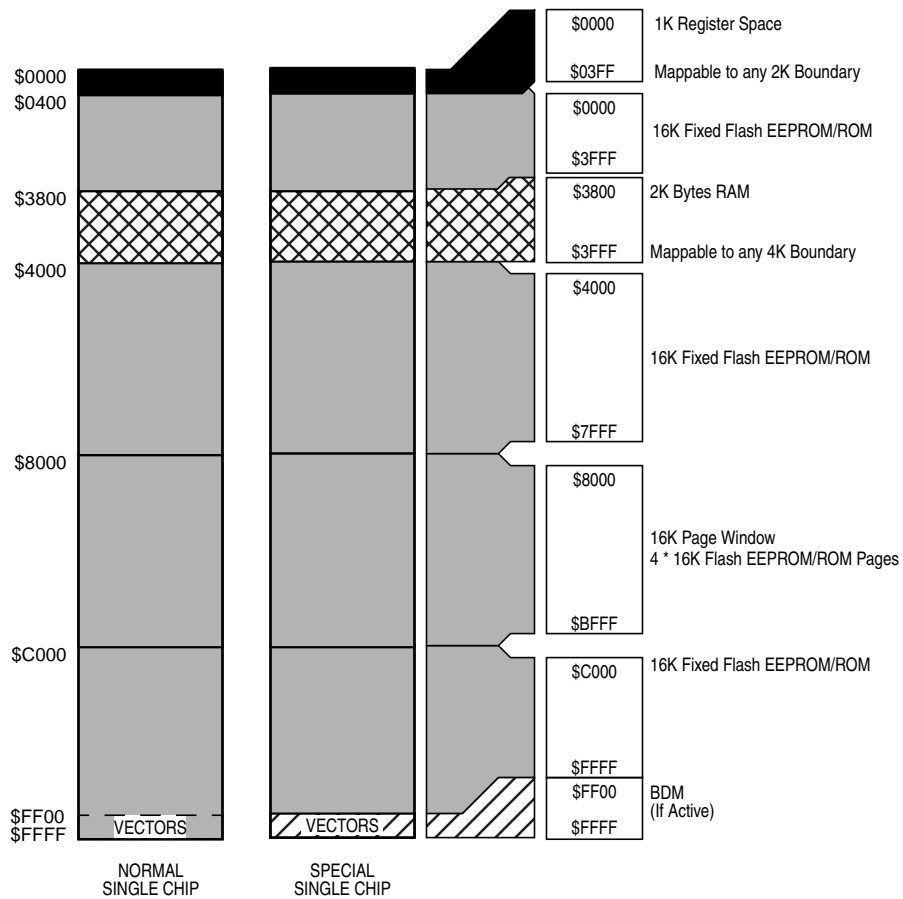 $0000
$0400
$3800
$4000
$8000
$C000
$FF00
$FFFF
VECTORS
NORMAL
SINGLE CHIP
VECTORS
SPECIAL
SINGLE CHIP
$0000
1K Register Space
$03FF
Mappable to any 2K Boundary
$0000
16K Fixed Flash EEPROM/ROM
$3FFF
$3800
2K Bytes RAM
$3FFF
Mappable to any 4K Boundary
$4000
16K Fixed Flash EEPROM/ROM
$7FFF
$8000
16K Page Window
4 * 16K Flash EEPROM/ROM Pages
$BFFF
$C000
16K Fixed Flash EEPROM/ROM
$FFFF
$FF00
BDM
(If Active)
$FFFF